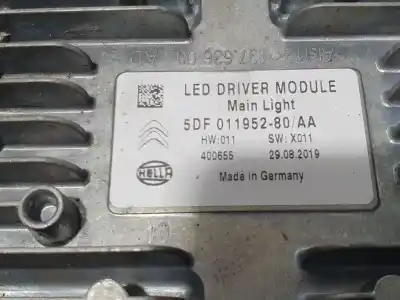 LED DRIVER MODULE
Main Light
5DF 011952-80/AA
HW:011 SW: X011
400655 29.08.2019
HELLA
Made in Germany